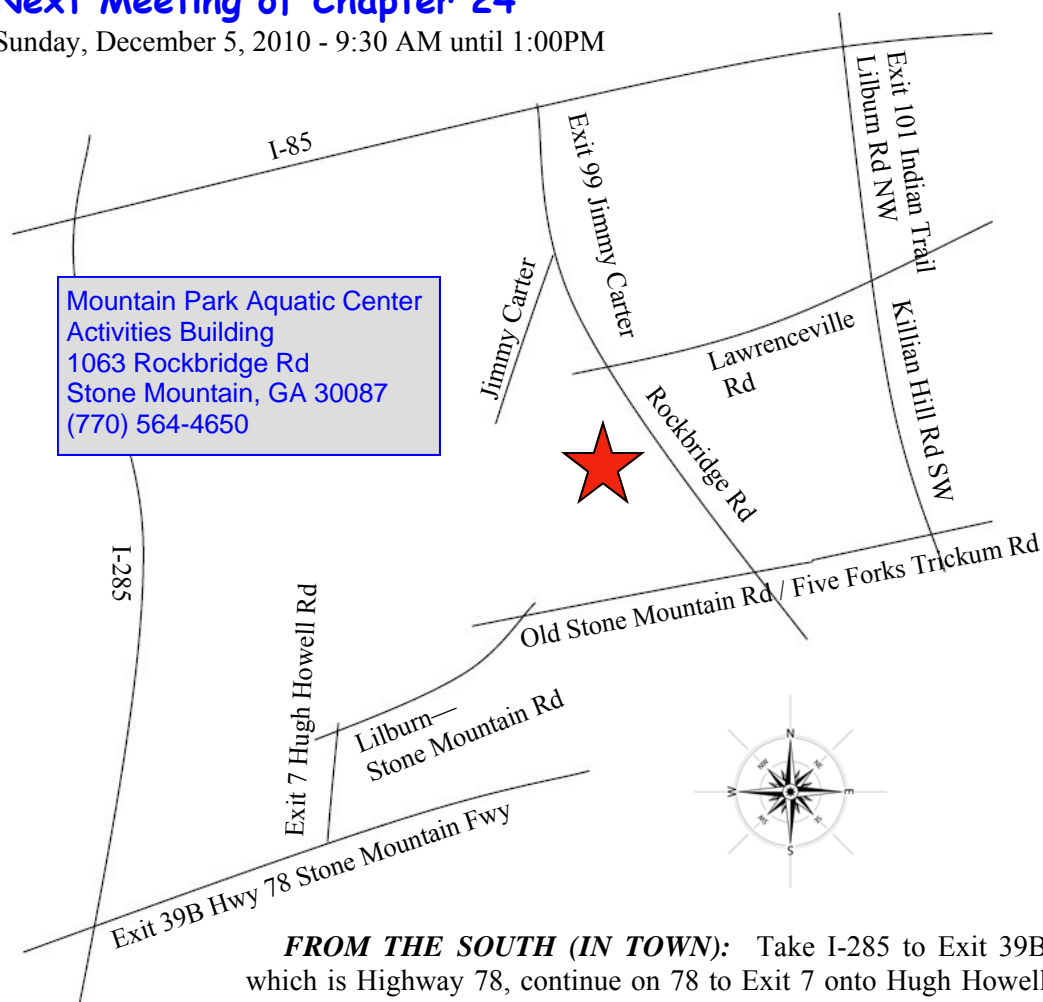 Next Meeting of Chapter 24
Sunday, December 5, 2010 - 9:30 AM until 1:00PM
I-85
Exit 99 Jimmy Carter
Exit 101 Indian Trail
Lilburn Rd NW
Mountain Park Aquatic Center
Activities Building
1063 Rockbridge Rd
Stone Mountain, GA 30087
(770) 564-4650
Jimmy Carter
Lawrenceville
Rd
Killian Hill Rd SW
Rockbridge Rd
I-285
Old Stone Mountain Rd / Five Forks Trickum Rd
Exit 7 Hugh Howell Rd
Lilburn—
Stone Mountain Rd
Exit 39B Hwy 78 Stone Mountain Fwy
N
NW
NE
W
E
SW
SE
S
FROM THE SOUTH (IN TOWN): Take I-285 to Exit 39B
which is Highway 78, continue on 78 to Exit 7 onto Hugh Howell